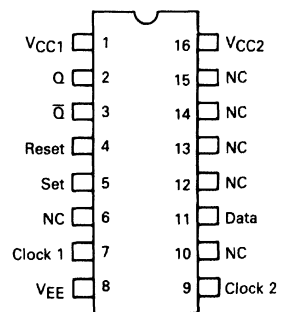 VCC1 1 16 VCC2
Q 2 15 NC
Q̅ 3 14 NC
Reset 4 13 NC
Set 5 12 NC
NC 6 11 Data
Clock 1 7 10 NC
VEE 8 9 Clock 2